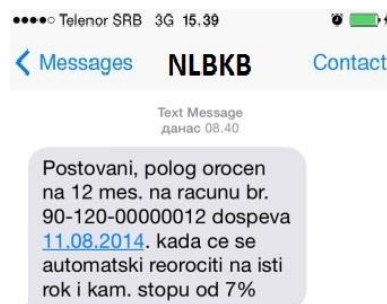 Telenor SRB 3G 15.39
Messages NLBKB Contact
Text Message
данас 08.40
Postovani, polog orocen
na 12 mes. na racunu br.
90-120-00000012 dospeva
11.08.2014. kada ce se
automatski reorociti na isti
rok i kam. stopu od 7%